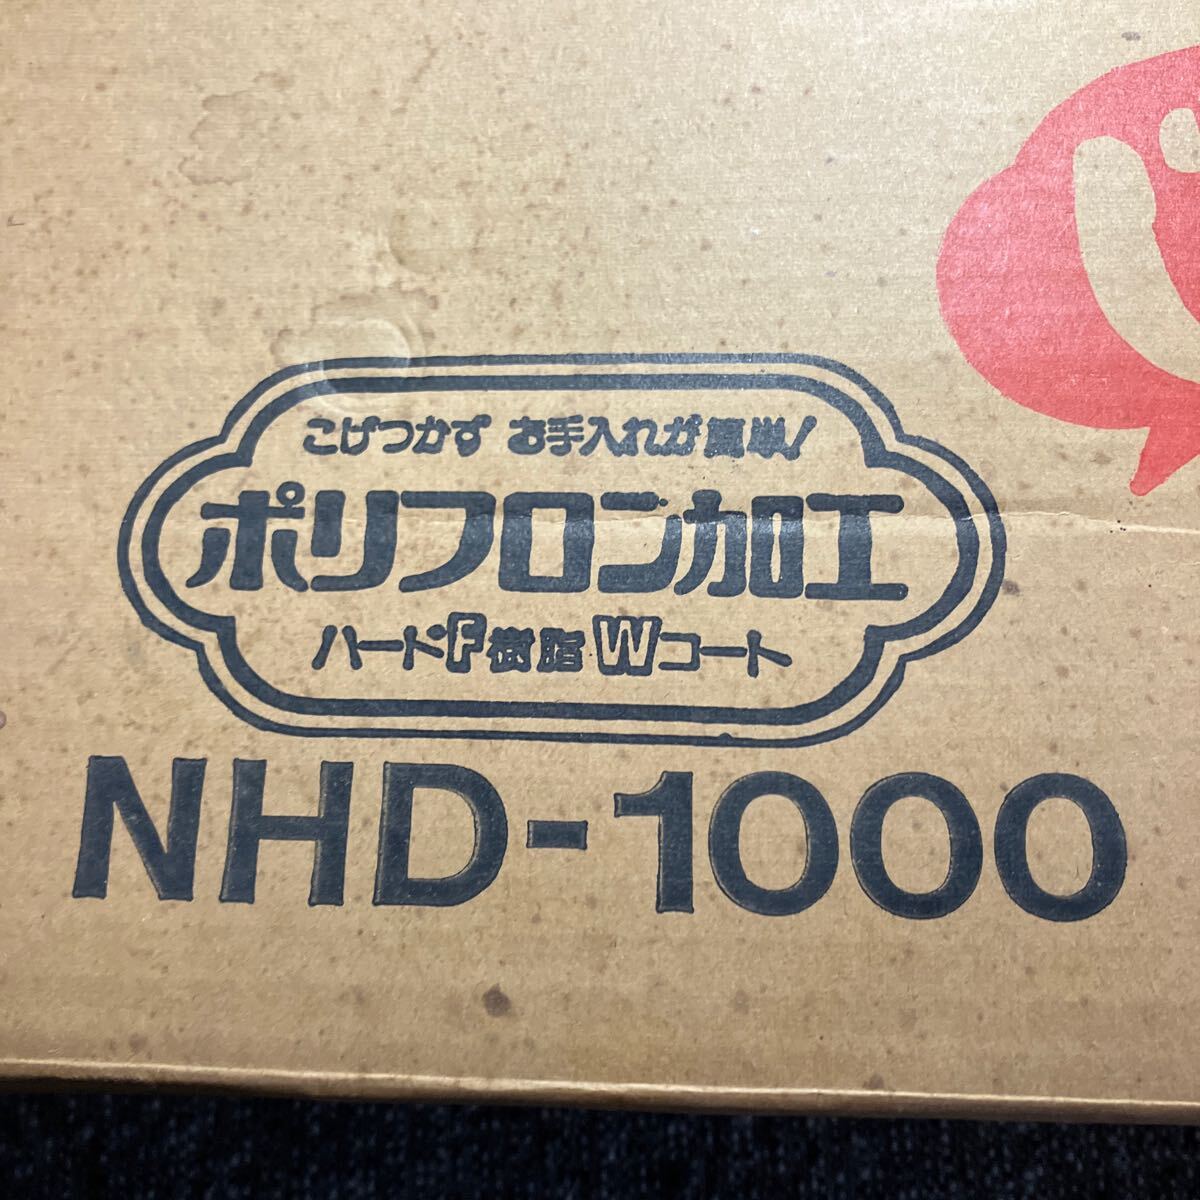 こげつかず お手入れが簡単!
ポリフロン加工
ハード・F樹脂Wコート
NHD-1000